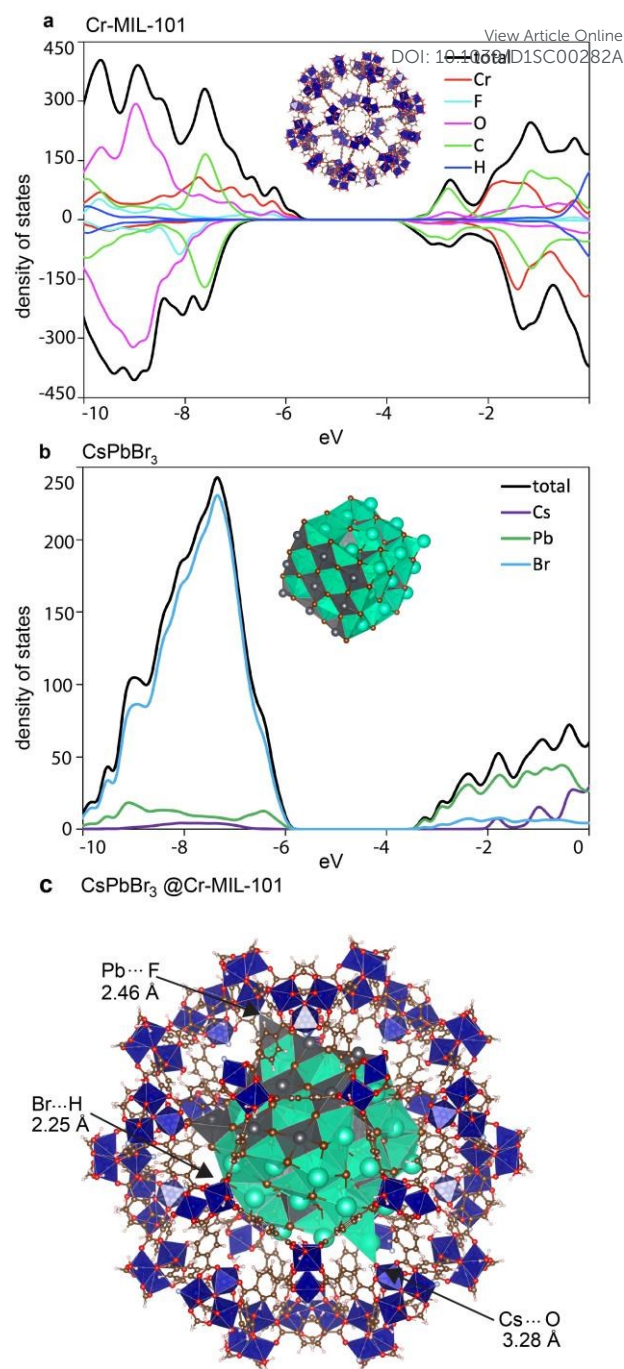 a Cr-MIL-101
View Article Online
DOI: 10.1039/D1SC00282A
total
Cr
F
O
C
H
450
300
150
0
-150
-300
-450
density of states
-10 -8 -6 -4 -2
eV
b CsPbBr₃
total
Cs
Pb
Br
250
200
150
100
50
0
density of states
-10 -8 -6 -4 -2 0
eV
c CsPbBr₃ @Cr-MIL-101
Pb ··· F
2.46 Å
Br···H
2.25 Å
Cs ··· O
3.28 Å